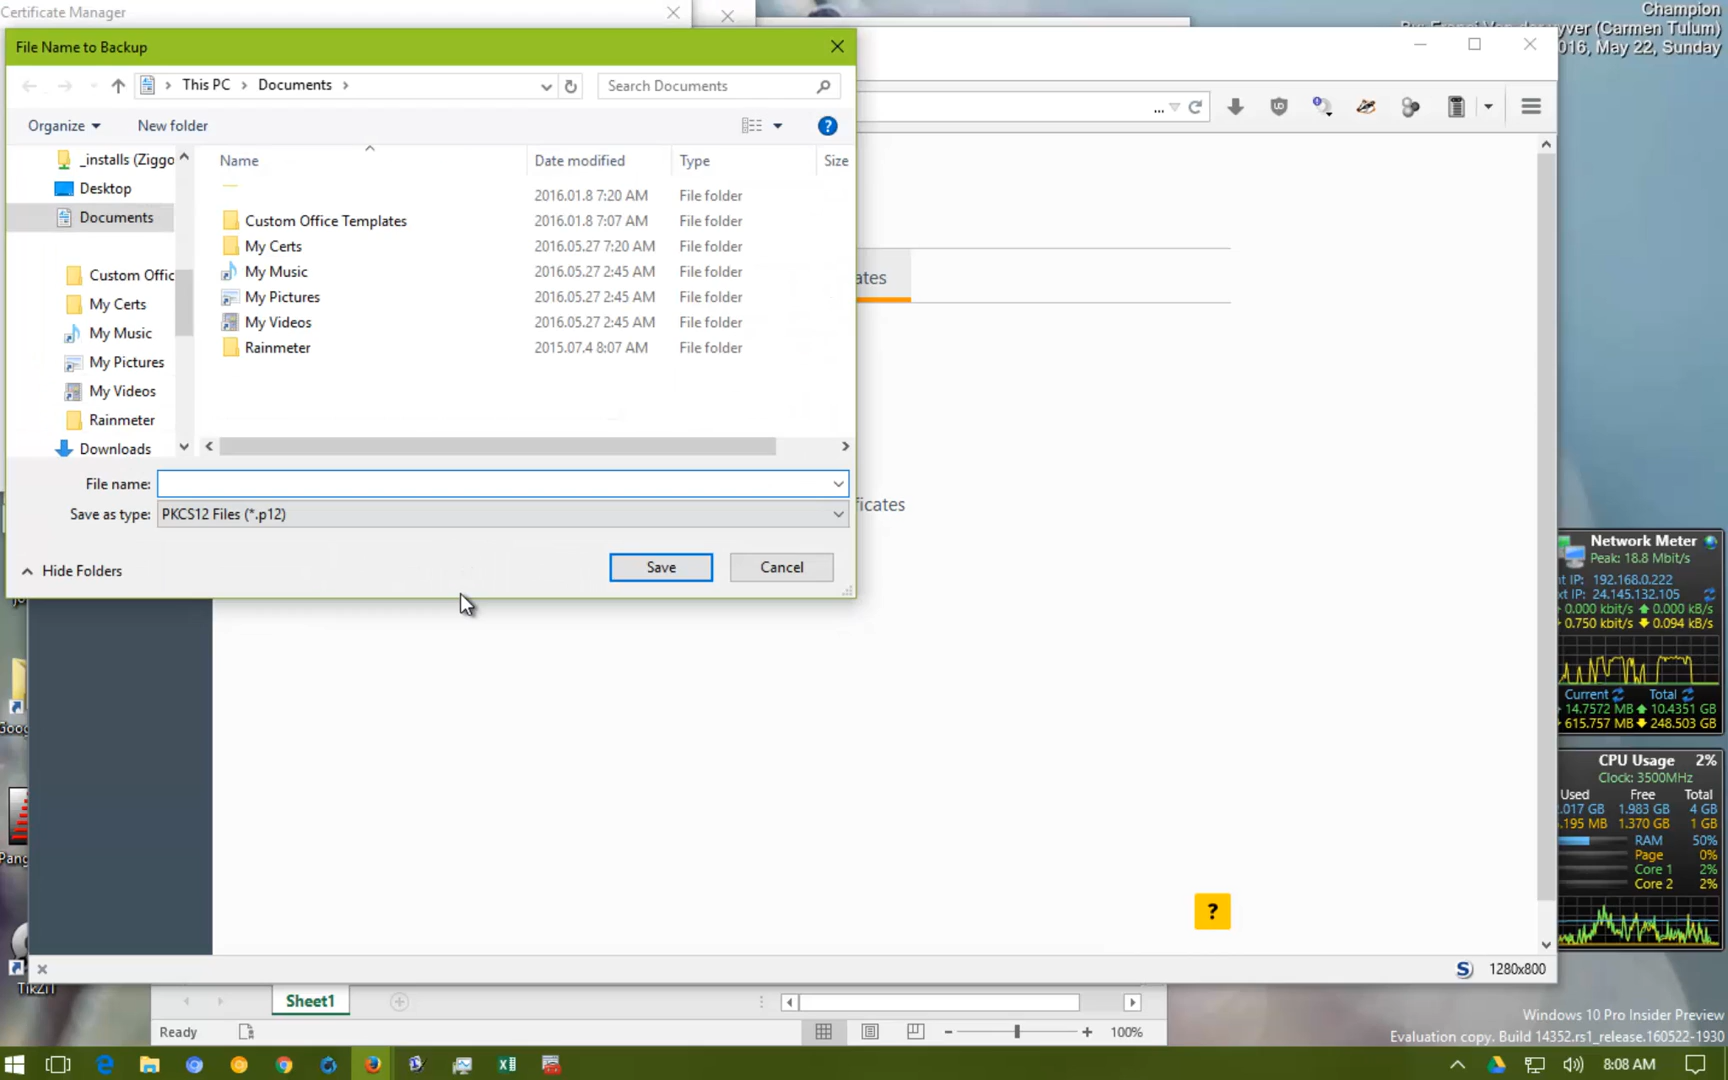 Certificate Manager
Champion
(Carmen Tulum)
2016, May 22, Sunday
File Name to Backup
This PC > Documents >
Search Documents
Organize
New folder
Name
Date modified
Type
Size
_installs (Ziggo
Desktop
Documents
Custom Offic
My Certs
My Music
My Pictures
My Videos
Rainmeter
Downloads
2016.01.8 7:20 AM File folder
Custom Office Templates 2016.01.8 7:07 AM File folder
My Certs 2016.05.27 7:20 AM File folder
My Music 2016.05.27 2:45 AM File folder
My Pictures 2016.05.27 2:45 AM File folder
My Videos 2016.05.27 2:45 AM File folder
Rainmeter 2015.07.4 8:07 AM File folder
File name:
Save as type: PKCS12 Files (*.p12)
Hide Folders
Save
Cancel
...
ates
ficates
?
1280x800
Network Meter
Peak: 18.8 Mbit/s
nt IP: 192.168.0.222
xt IP: 24.145.132.105
0.000 kbit/s 0.000 kB/s
0.750 kbit/s 0.094 kB/s
Current Total
14.7572 MB 10.4351 GB
615.757 MB 248.503 GB
CPU Usage 2%
Clock: 3500MHz
Used Free Total
.017 GB 1.983 GB 4 GB
.195 MB 1.370 GB 1 GB
RAM 50%
Page 0%
Core 1 2%
Core 2 2%
Goog
Pang
TikZiT
Sheet1
Ready
100%
Windows 10 Pro Insider Preview
Evaluation copy. Build 14352.rs1_release.160522-1930
8:08 AM